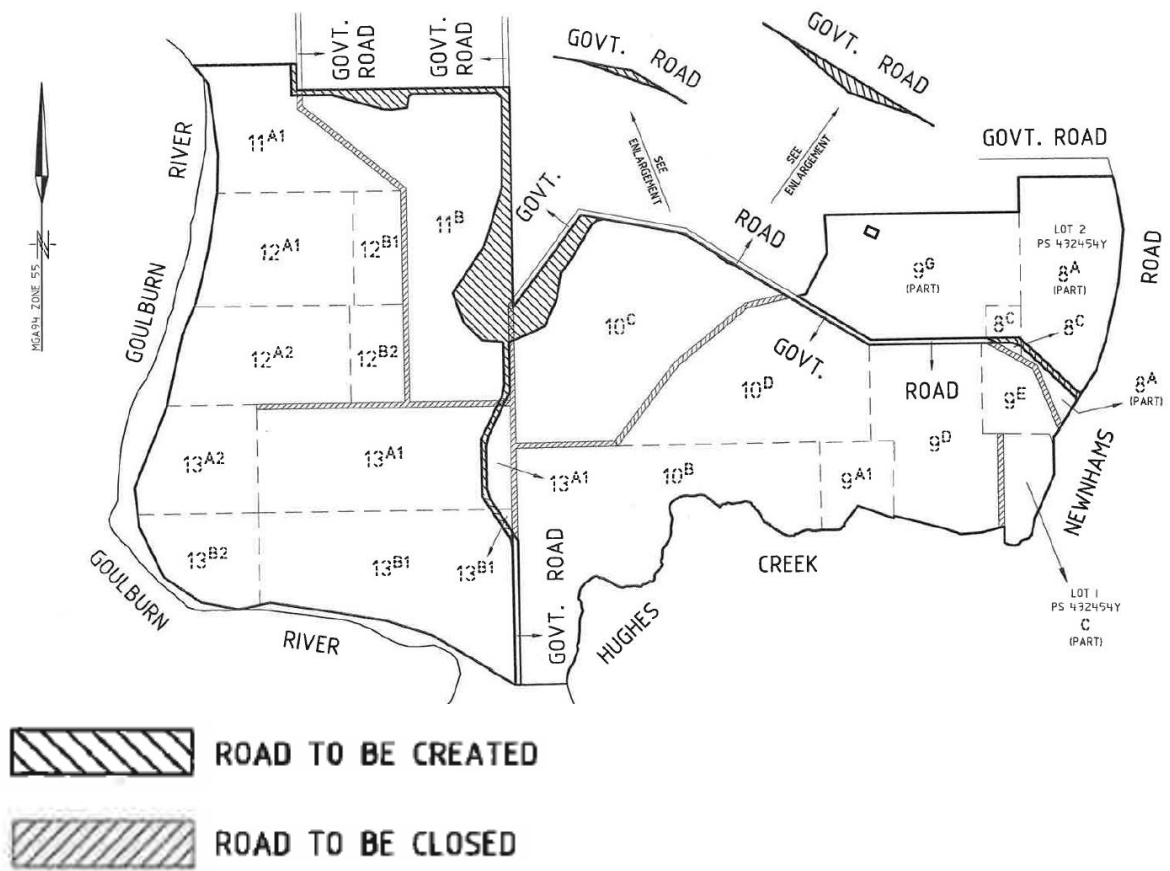 GOVT.
ROAD
GOVT.
ROAD
GOVT. ROAD
GOVT. ROAD
GOVT. ROAD
RIVER
11A1
SEE
ENLARGEMENT
SEE
ENLARGEMENT
MGA94 ZONE 55
N
GOULBURN
12A1
12B1
11B
GOVT.
ROAD
LOT 2
PS 432454Y
8A
(PART)
9G
(PART)
ROAD
12A2
12B2
10C
GOVT.
8C
8C
10D
ROAD
9E
8A
(PART)
13A2
13A1
13A1
10B
9A1
9D
NEWNHAMS
13B2
13B1
13B1
GOVT. ROAD
CREEK
GOULBURN
RIVER
HUGHES
LOT 1
PS 432454Y
C
(PART)
ROAD TO BE CREATED
ROAD TO BE CLOSED